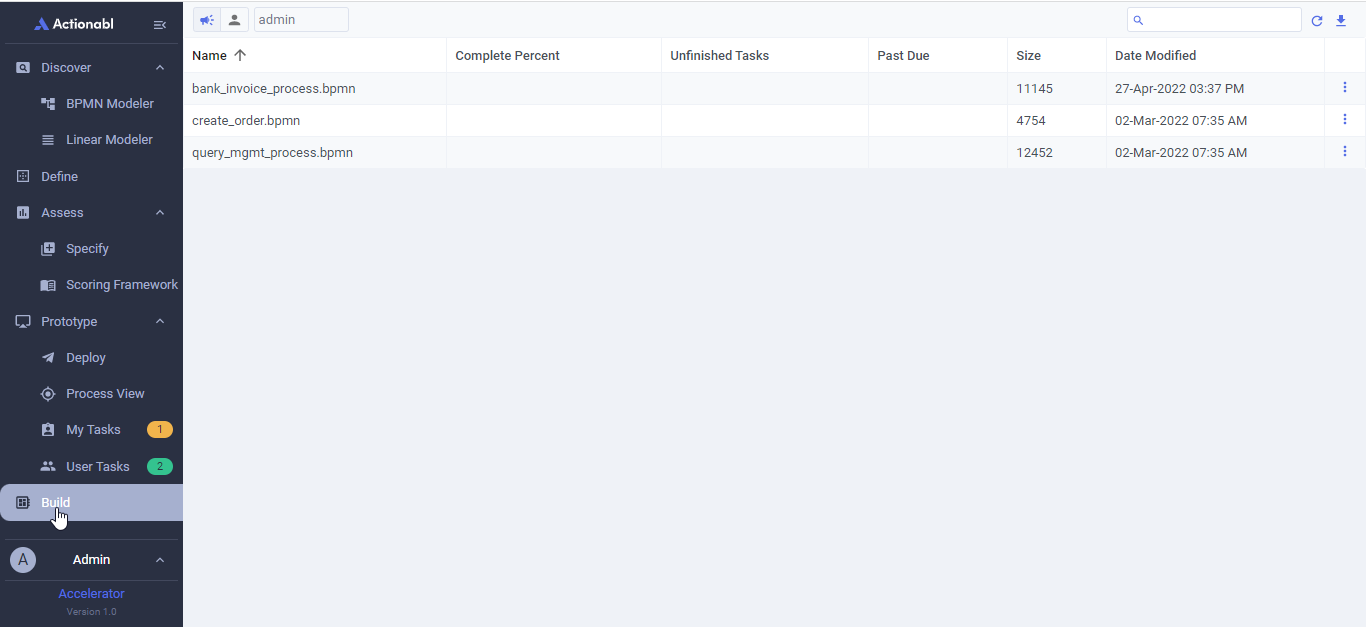 Actionabl
Discover
BPMN Modeler
Linear Modeler
Define
Assess
Specify
Scoring Framework
Prototype
Deploy
Process View
My Tasks 1
User Tasks 2
Build
A Admin
Accelerator
Version 1.0
admin
Name Complete Percent Unfinished Tasks Past Due Size Date Modified
bank_invoice_process.bpmn 11145 27-Apr-2022 03:37 PM
create_order.bpmn 4754 02-Mar-2022 07:35 AM
query_mgmt_process.bpmn 12452 02-Mar-2022 07:35 AM